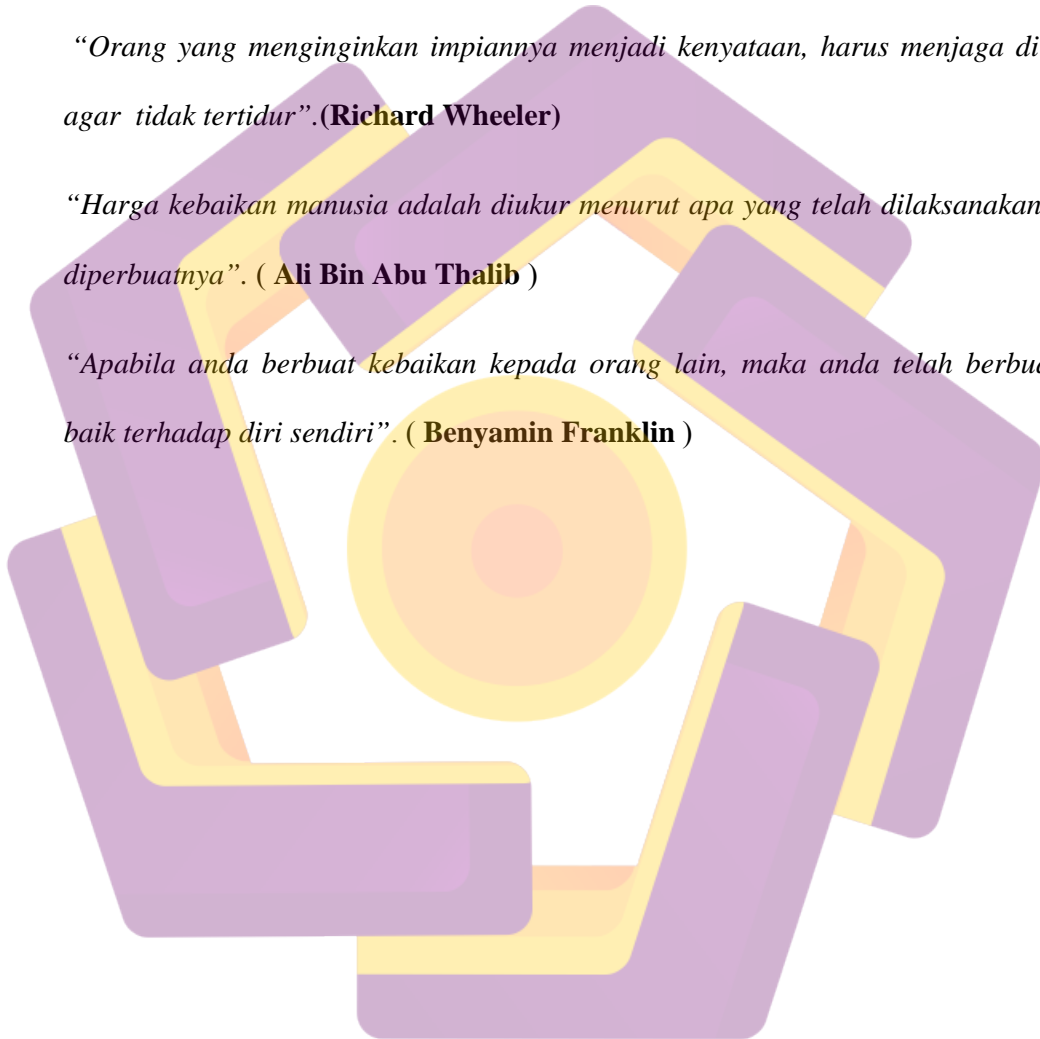 “Orang yang menginginkan impiannya menjadi kenyataan, harus menjaga di
agar tidak tertidur”.(Richard Wheeler)
“Harga kebaikan manusia adalah diukur menurut apa yang telah dilaksanakan
diperbuatnya”. ( Ali Bin Abu Thalib )
“Apabila anda berbuat kebaikan kepada orang lain, maka anda telah berbua
baik terhadap diri sendiri”. ( Benyamin Franklin )